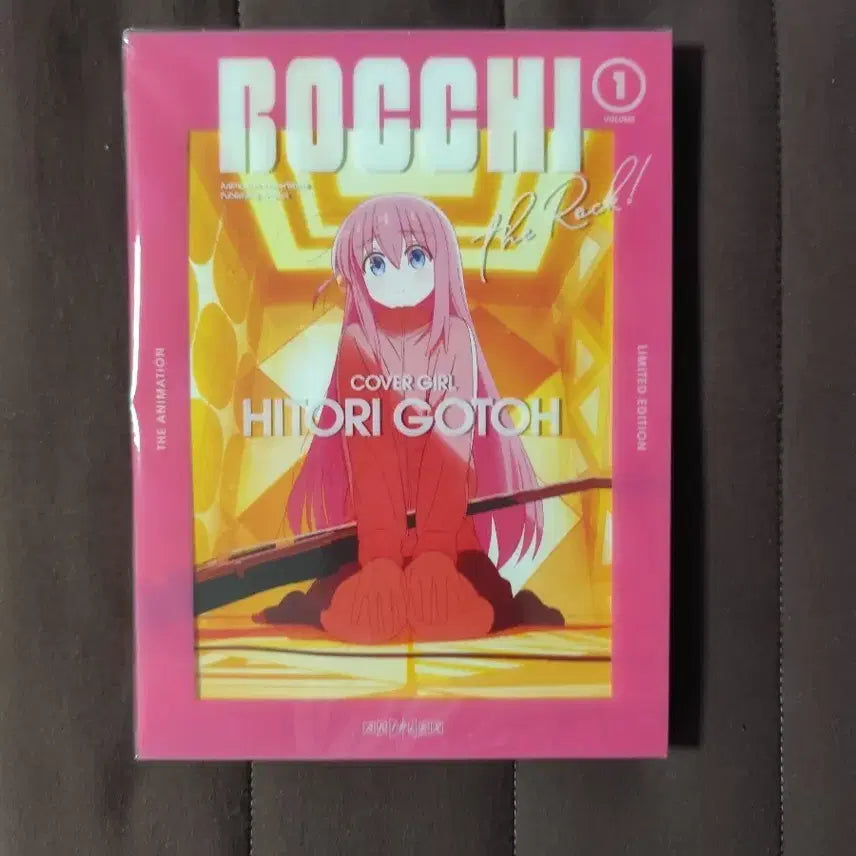 BOCCHI
1
VOLUME
the Rock!
THE ANIMATION
COVER GIRL
HITORI GOTOH
LIMITED EDITION